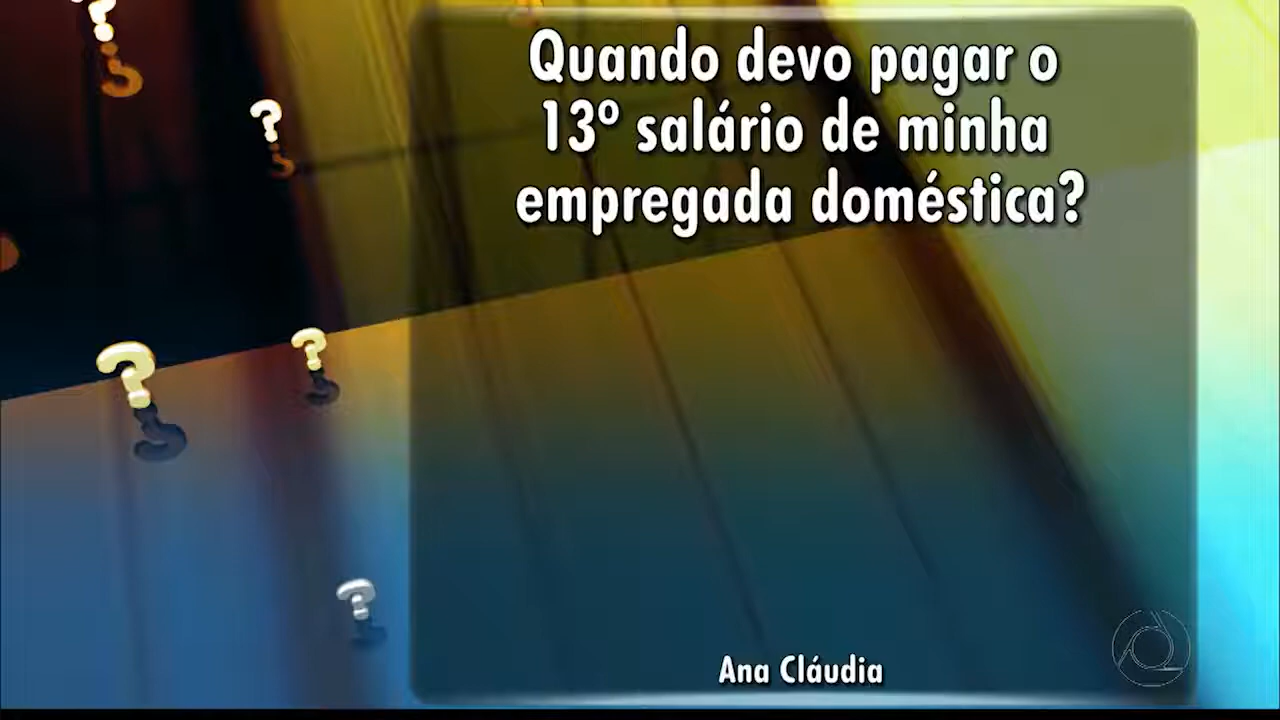 Quando devo pagar o
13º salário de minha
empregada doméstica?
Ana Cláudia